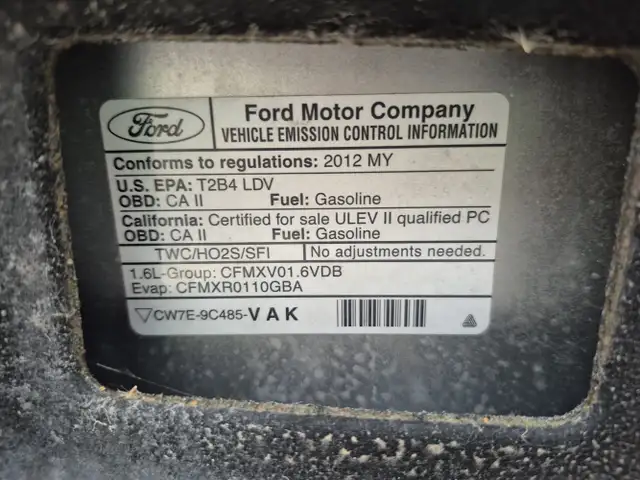 Ford
Ford Motor Company
VEHICLE EMISSION CONTROL INFORMATION
Conforms to regulations: 2012 MY
U.S. EPA: T2B4 LDV
OBD: CA II Fuel: Gasoline
California: Certified for sale ULEV II qualified PC
OBD: CA II Fuel: Gasoline
TWC/HO2S/SFI No adjustments needed.
1.6L-Group: CFMXV01.6VDB
Evap: CFMXR0110GBA
▽CW7E-9C485-VAK